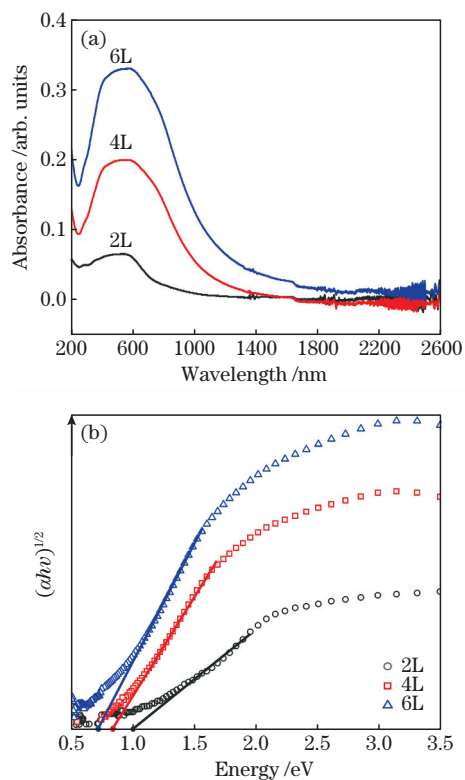 (a)
6L
4L
2L
0.4
0.3
0.2
0.1
0.0
Absorbance /arb. units
200 600 1000 1400 1800 2200 2600
Wavelength /nm
(b)
(αhν)1/2
2L
4L
6L
0.5 1.0 1.5 2.0 2.5 3.0 3.5
Energy /eV